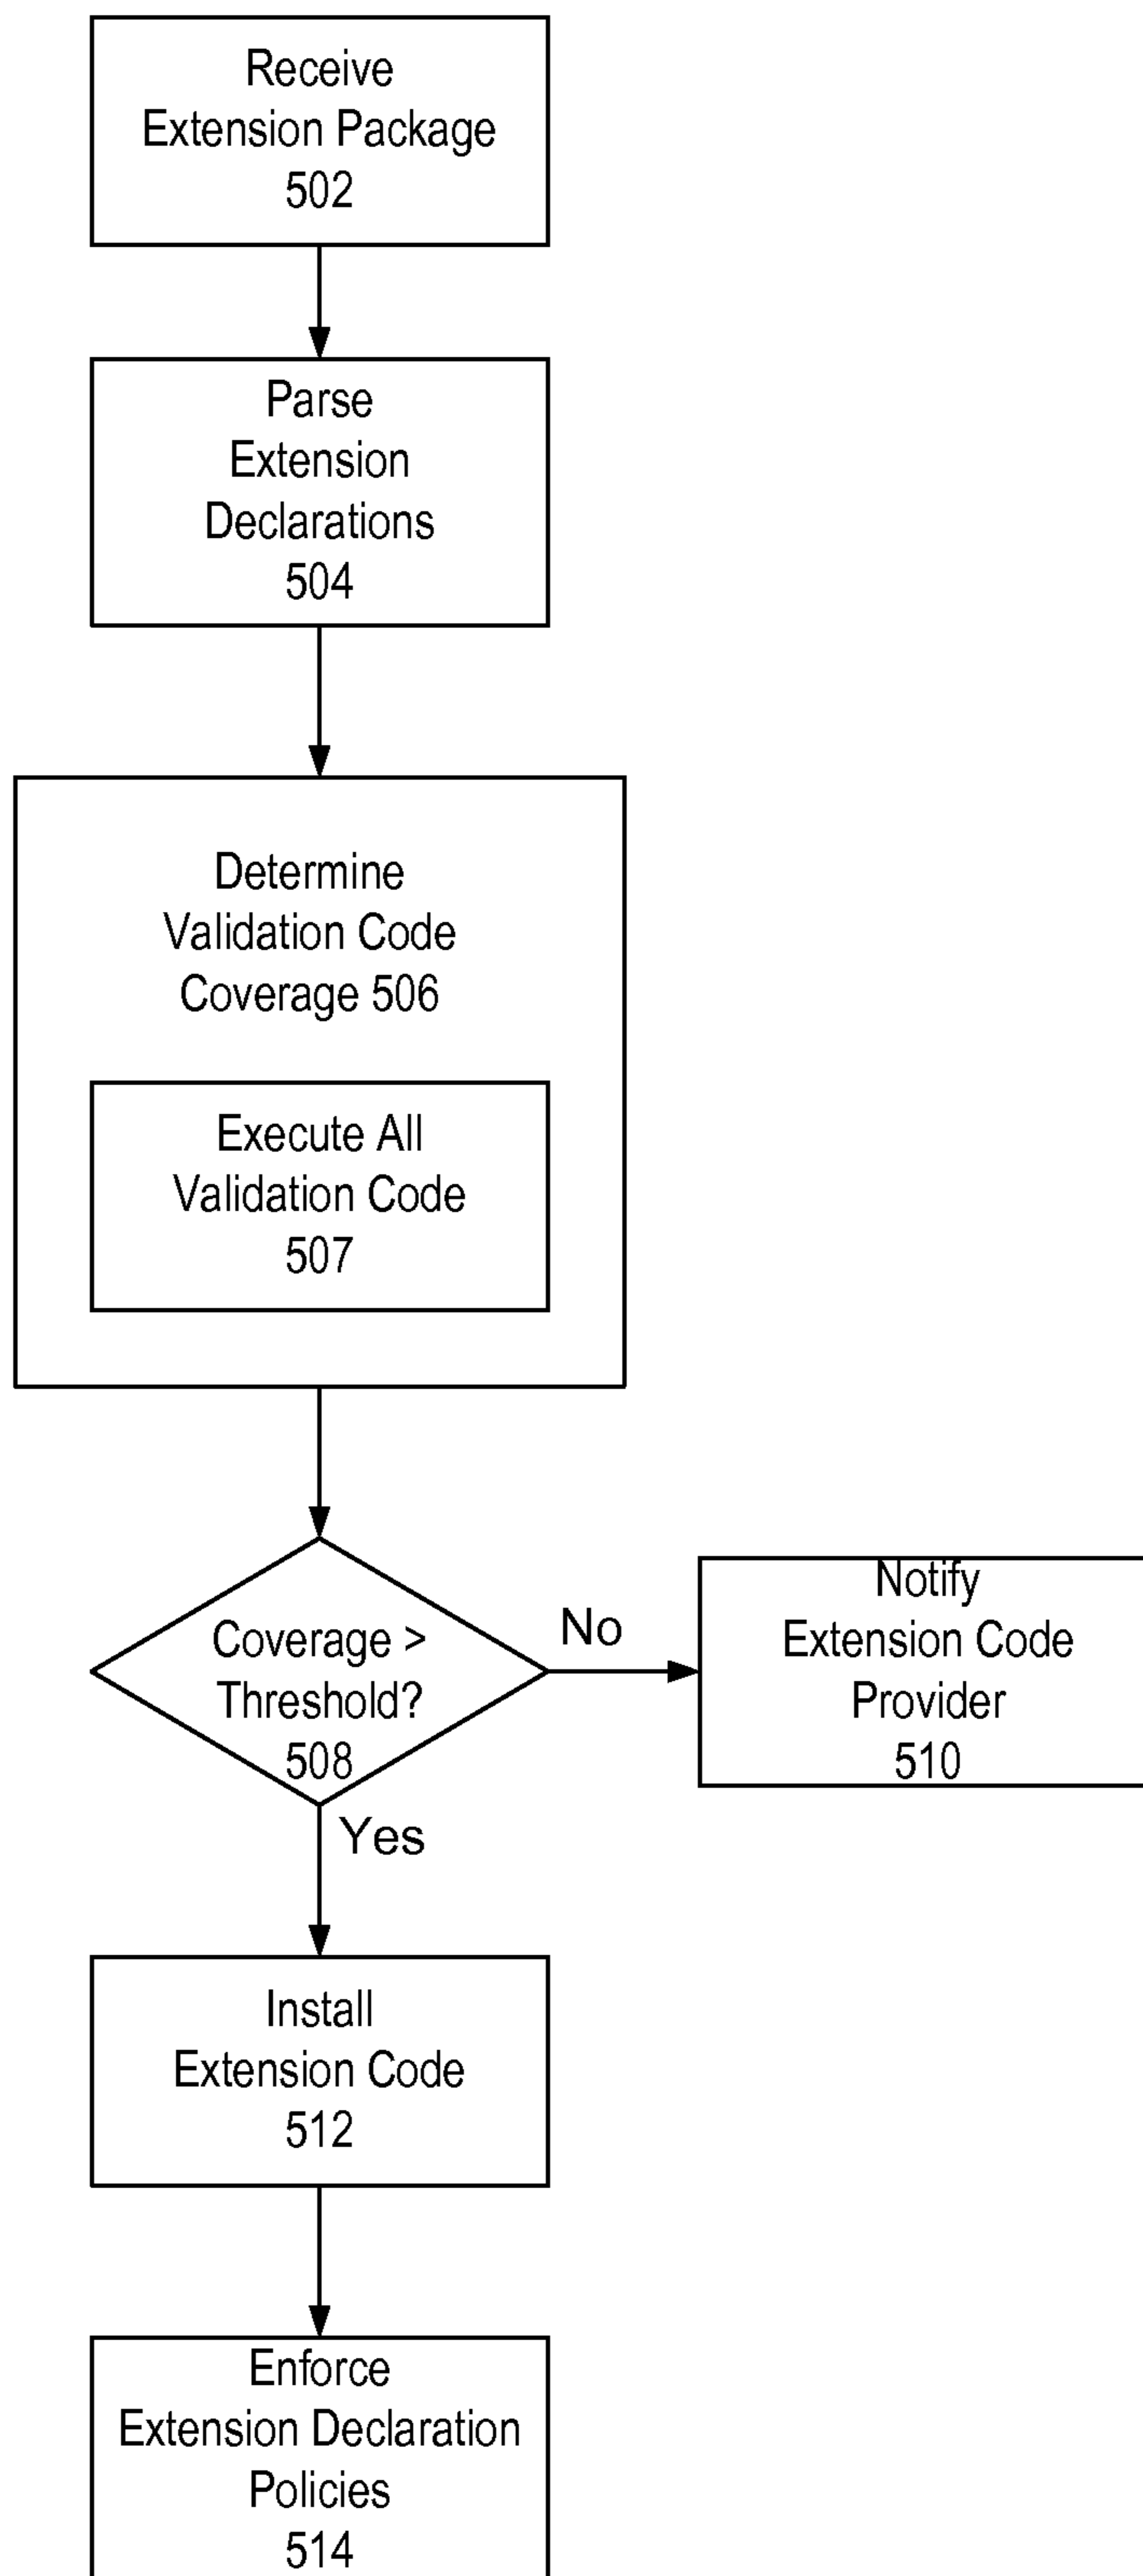 Receive
Extension Package
502
Parse
Extension
Declarations
504
Determine
Validation Code
Coverage 506
Execute All
Validation Code
507
Coverage >
Threshold?
508
No
Notify
Extension Code
Provider
510
Yes
Install
Extension Code
512
Enforce
Extension Declaration
Policies
514